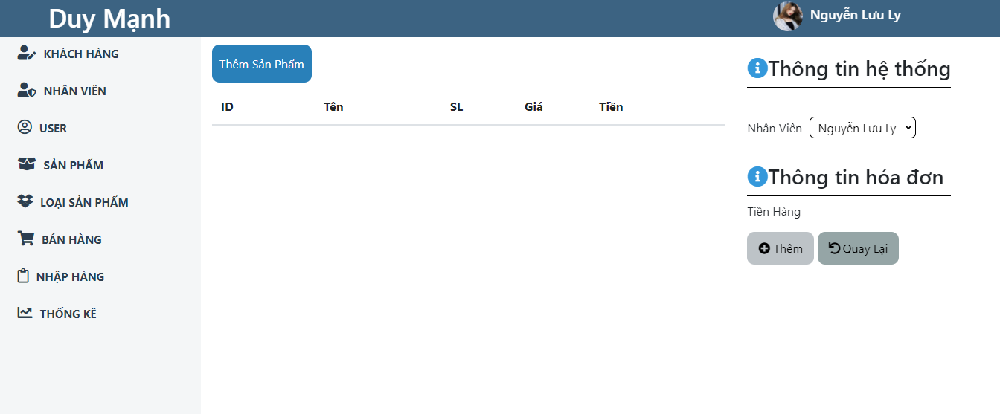 Duy Mạnh
Nguyễn Lưu Ly
KHÁCH HÀNG
NHÂN VIÊN
USER
SẢN PHẨM
LOẠI SẢN PHẨM
BÁN HÀNG
NHẬP HÀNG
THỐNG KÊ
Thêm Sản Phẩm
ID Tên SL Giá Tiền
Thông tin hệ thống
Nhân Viên Nguyễn Lưu Ly
Thông tin hóa đơn
Tiền Hàng
Thêm Quay Lại